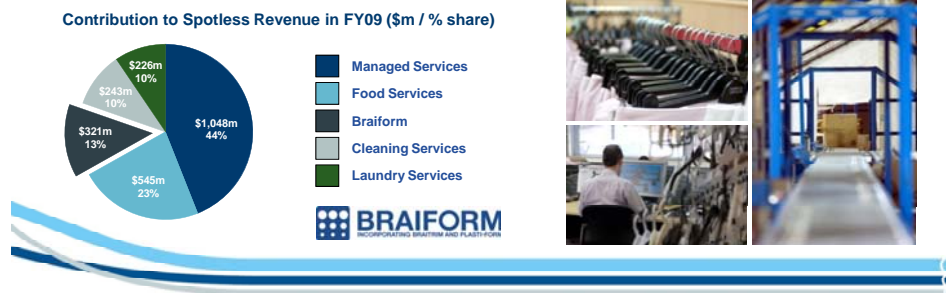 Contribution to Spotless Revenue in FY09 ($m / % share)
$226m
10%
$243m
10%
$1,048m
44%
$321m
13%
$545m
23%
Managed Services
Food Services
Braiform
Cleaning Services
Laundry Services
BRAIFORM
INCORPORATING BRAITRIM AND PLASTI-FORM